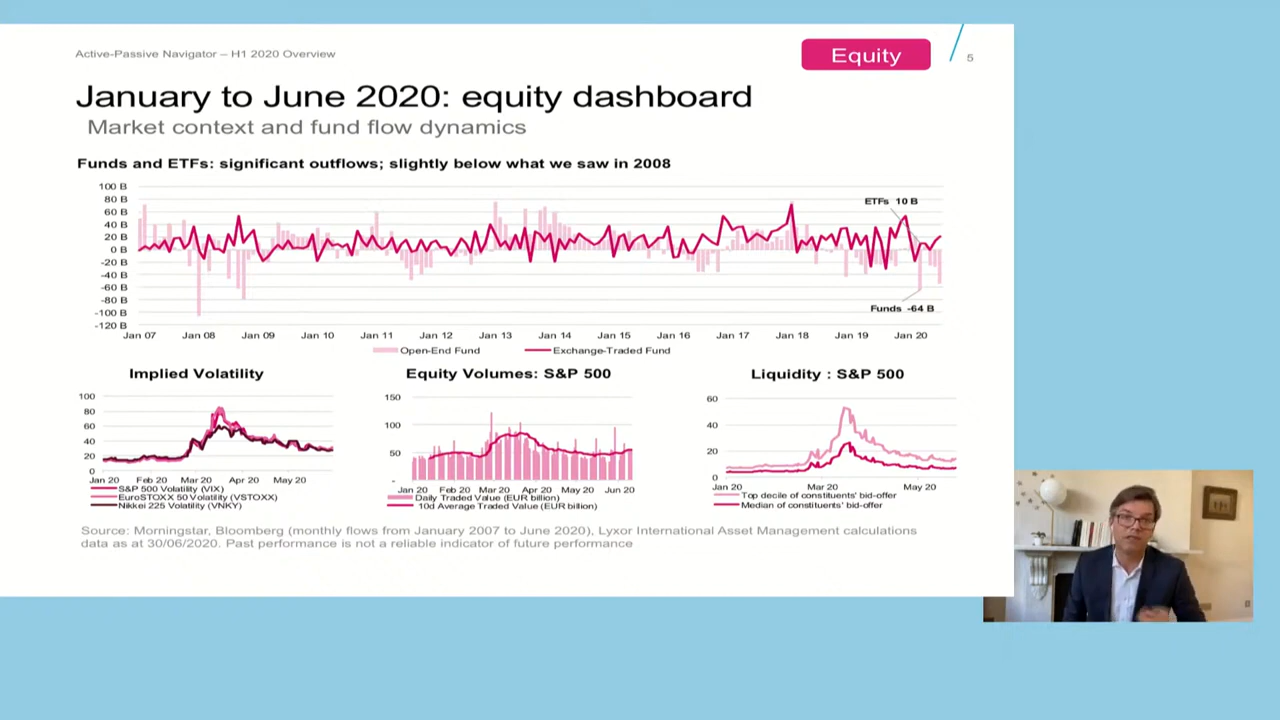 Active-Passive Navigator – H1 2020 Overview
Equity
5
January to June 2020: equity dashboard
Market context and fund flow dynamics
Funds and ETFs: significant outflows; slightly below what we saw in 2008
100 B
80 B
60 B
40 B
20 B
0 B
-20 B
-40 B
-60 B
-80 B
-100 B
-120 B
ETFs 10 B
Funds -64 B
Jan 07 Jan 08 Jan 09 Jan 10 Jan 11 Jan 12 Jan 13 Jan 14 Jan 15 Jan 16 Jan 17 Jan 18 Jan 19 Jan 20
Open-End Fund Exchange-Traded Fund
Implied Volatility
100
80
60
40
20
0
Jan 20 Feb 20 Mar 20 Apr 20 May 20
S&P 500 Volatility (VIX)
EuroSTOXX 50 Volatility (VSTOXX)
Nikkei 225 Volatility (VNKY)
Equity Volumes: S&P 500
150
100
50
-
Jan 20 Feb 20 Mar 20 Apr 20 May 20 Jun 20
Daily Traded Value (EUR billion)
10d Average Traded Value (EUR billion)
Liquidity : S&P 500
60
40
20
0
Jan 20 Mar 20 May 20
Top decile of constituents' bid-offer
Median of constituents' bid-offer
Source: Morningstar, Bloomberg (monthly flows from January 2007 to June 2020), Lyxor International Asset Management calculations
data as at 30/06/2020. Past performance is not a reliable indicator of future performance